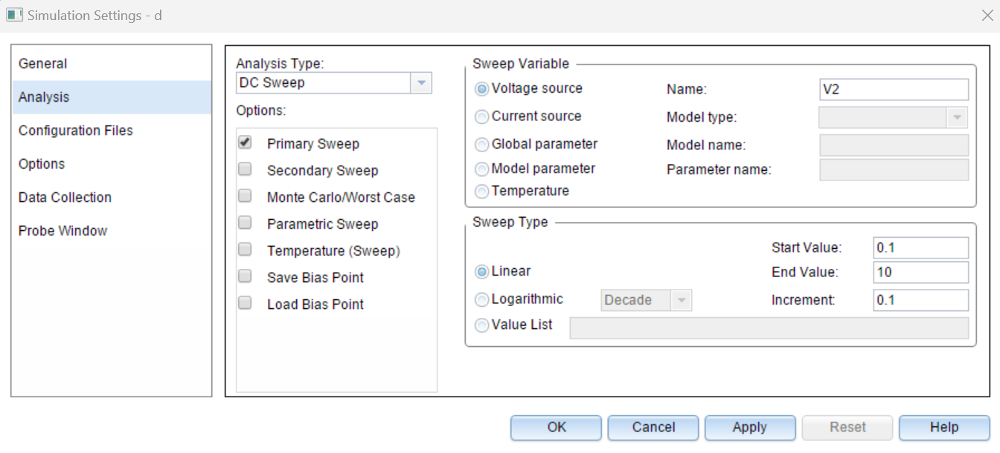 Simulation Settings - d
General
Analysis
Configuration Files
Options
Data Collection
Probe Window
Analysis Type:
DC Sweep
Options:
Primary Sweep
Secondary Sweep
Monte Carlo/Worst Case
Parametric Sweep
Temperature (Sweep)
Save Bias Point
Load Bias Point
Sweep Variable
Voltage source
Name: V2
Current source
Model type:
Global parameter
Model name:
Model parameter
Parameter name:
Temperature
Sweep Type
Start Value: 0.1
Linear
End Value: 10
Logarithmic Decade
Increment: 0.1
Value List
OK Cancel Apply Reset Help